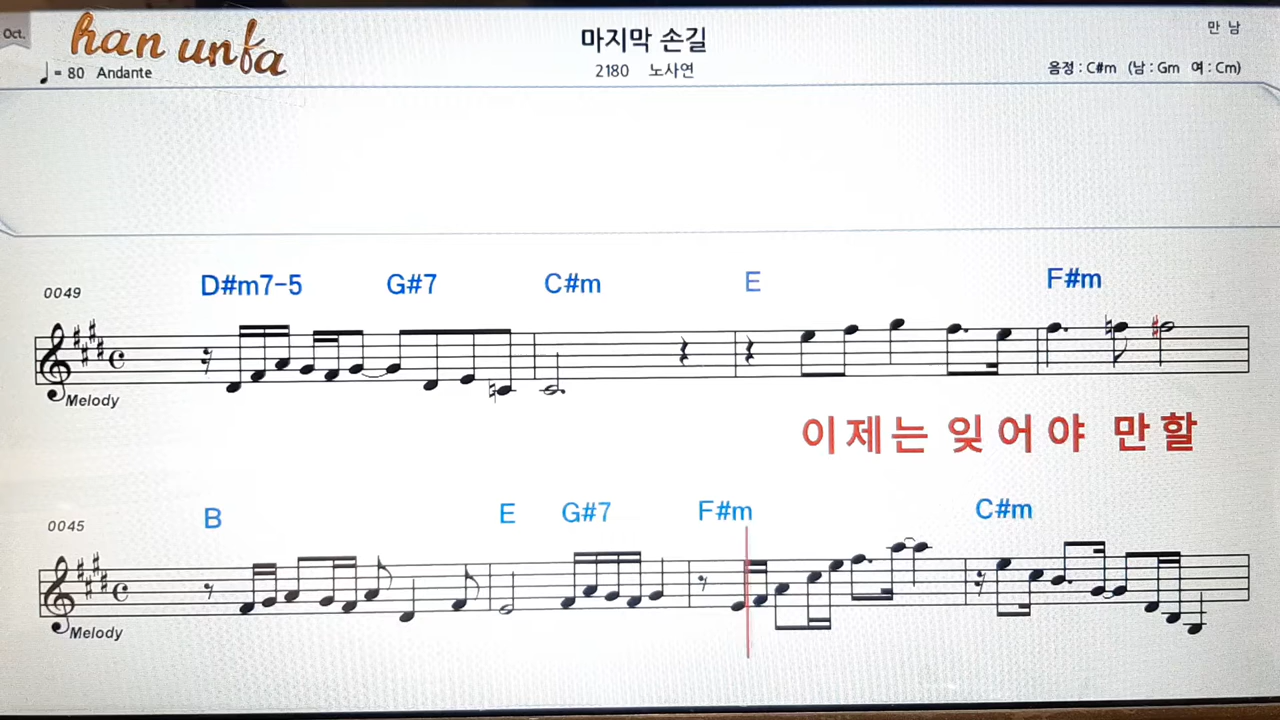 Oct.
han unfa
마지막 손길
만 남
♩= 80 Andante
2180 노사연
음정 : C#m (남 : Gm 여 : Cm)
0049
D#m7-5 G#7 C#m E F#m
Melody
이 제 는 잊 어 야 만 할
0045
B E G#7 F#m C#m
Melody